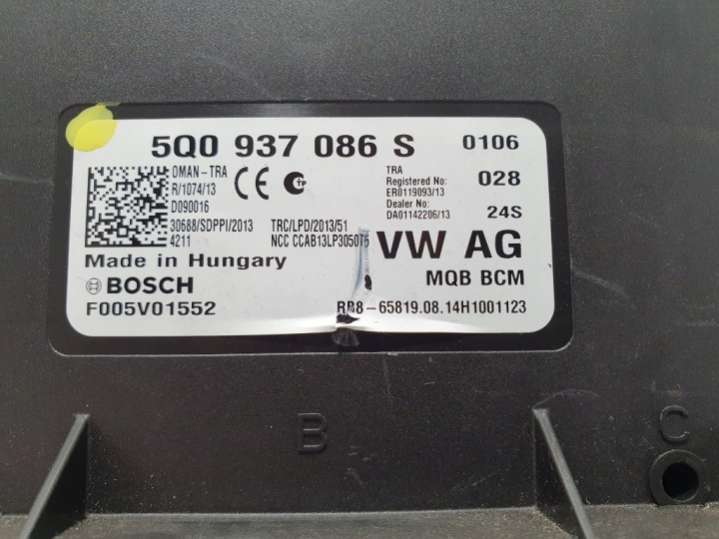 5Q0 937 086 S 0106
OMAN-TRA
R/1074/13
D090016
30688/SDPPI/2013
4211
CE
TRC/LPD/2013/51
NCC CCAB13LP305075
TRA
Registered No:
ER0119093/13
Dealer No:
DA01142206/13
028
24S
VW AG
MQB BCM
Made in Hungary
BOSCH
F005V01552
65819.08.14H1001123
B
C